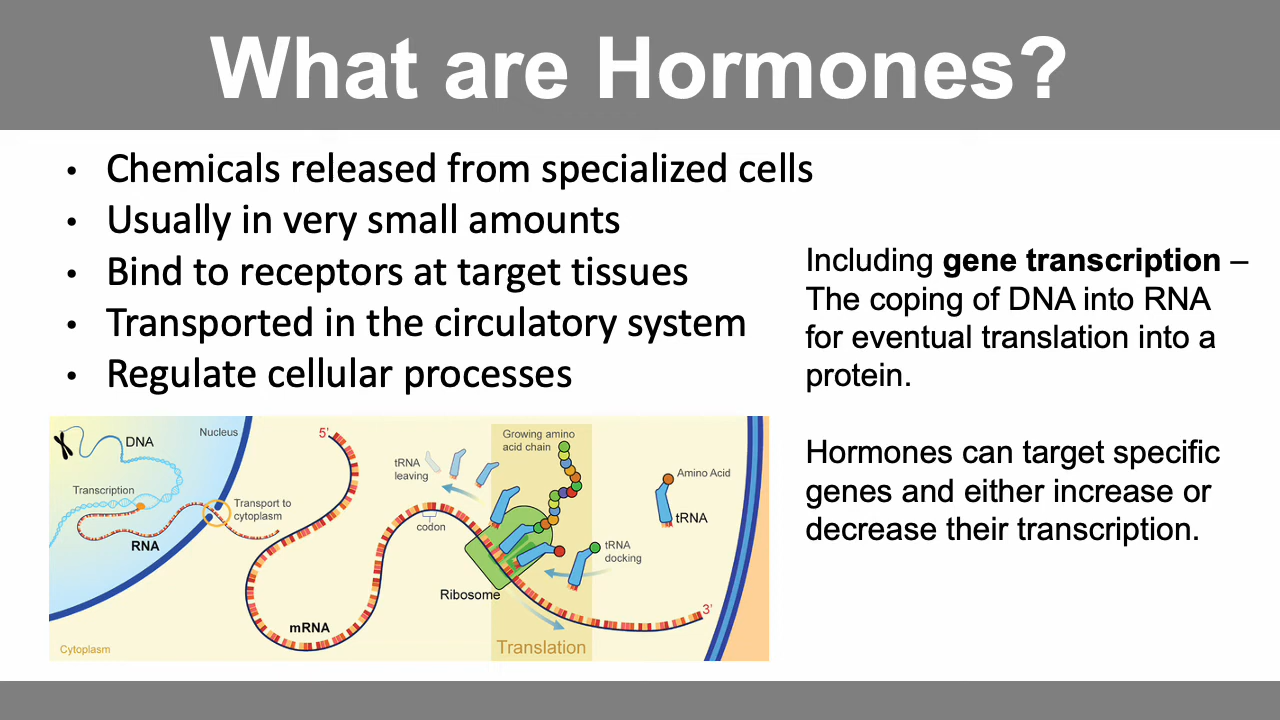 What are Hormones?
• Chemicals released from specialized cells
• Usually in very small amounts
• Bind to receptors at target tissues
• Transported in the circulatory system
• Regulate cellular processes
Including gene transcription –
The coping of DNA into RNA
for eventual translation into a
protein.
Hormones can target specific
genes and either increase or
decrease their transcription.
DNA
Nucleus
Transcription
RNA
Transport to
cytoplasm
Cytoplasm
5'
mRNA
tRNA
leaving
codon
Growing amino
acid chain
Ribosome
tRNA
docking
Amino Acid
tRNA
3'
Translation